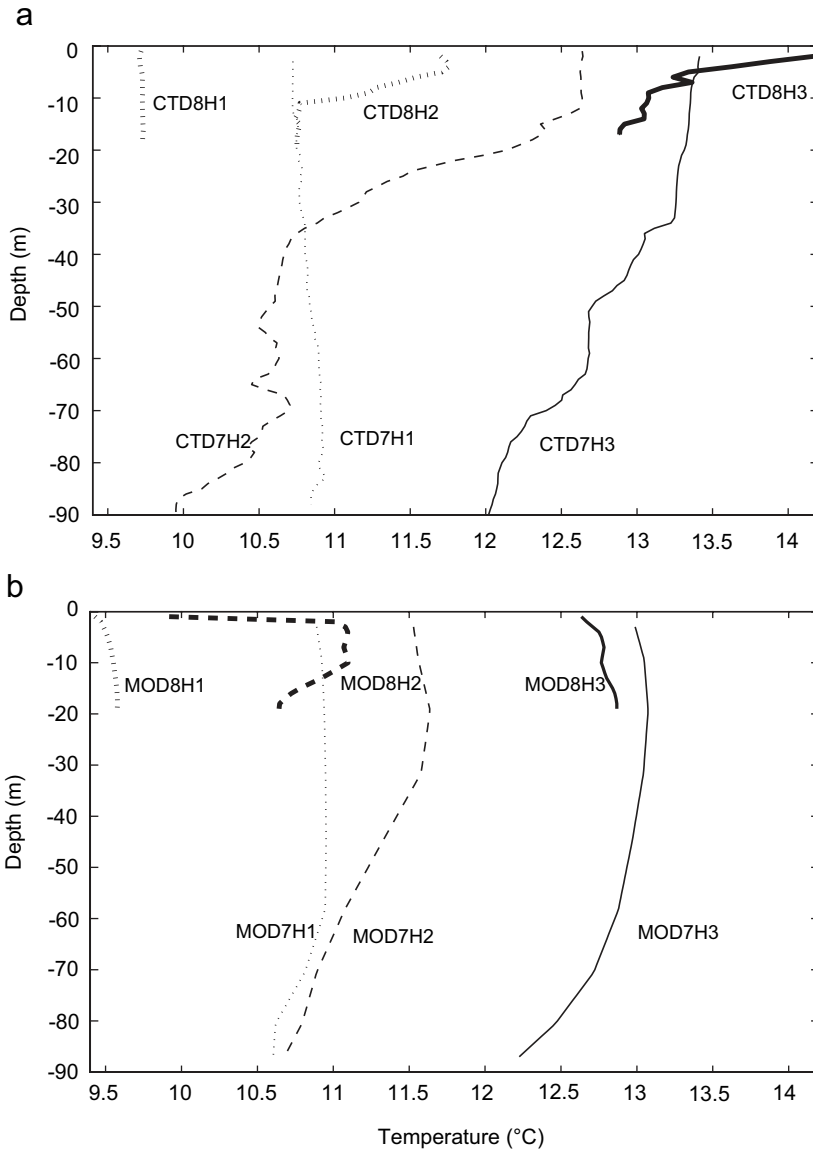 a
0
-10
-20
-30
-40
-50
-60
-70
-80
-90
Depth (m)
CTD8H1
CTD8H2
CTD8H3
CTD7H2
CTD7H1
CTD7H3
9.5 10 10.5 11 11.5 12 12.5 13 13.5 14
b
0
-10
-20
-30
-40
-50
-60
-70
-80
-90
Depth (m)
MOD8H1
MOD8H2
MOD8H3
MOD7H1
MOD7H2
MOD7H3
9.5 10 10.5 11 11.5 12 12.5 13 13.5 14
Temperature (°C)